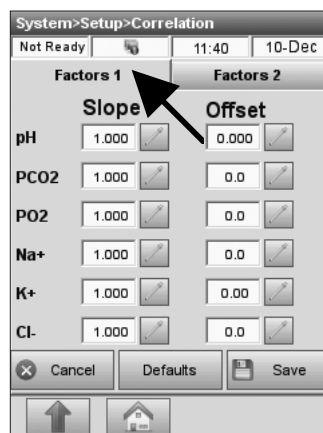 System>Setup>Correlation
Not Ready 11:40 10-Dec
Factors 1 Factors 2
Slope Offset
pH 1.000 0.000
PCO2 1.000 0.0
PO2 1.000 0.0
Na+ 1.000 0.0
K+ 1.000 0.00
Cl- 1.000 0.0
Cancel Defaults Save